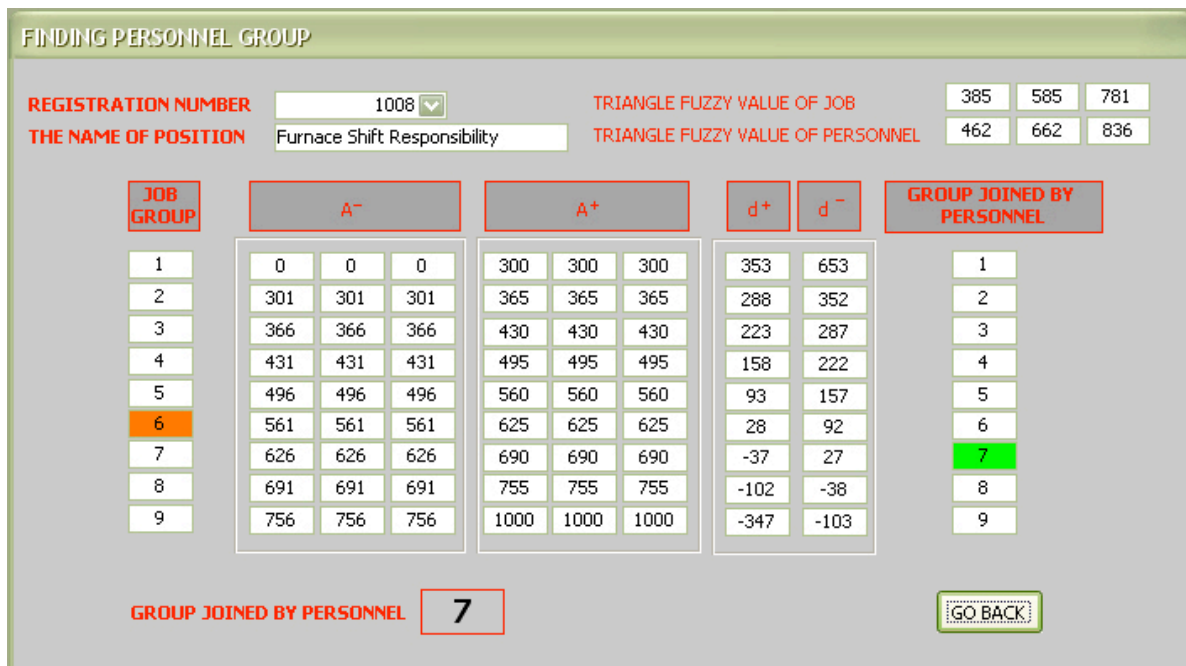 FINDING PERSONNEL GROUP
REGISTRATION NUMBER 1008 TRIANGLE FUZZY VALUE OF JOB 385 585 781
THE NAME OF POSITION Furnace Shift Responsibility TRIANGLE FUZZY VALUE OF PERSONNEL 462 662 836
JOB GROUP A⁻ A⁺ d⁺ d⁻ GROUP JOINED BY PERSONNEL
1 0 0 0 300 300 300 353 653 1
2 301 301 301 365 365 365 288 352 2
3 366 366 366 430 430 430 223 287 3
4 431 431 431 495 495 495 158 222 4
5 496 496 496 560 560 560 93 157 5
6 561 561 561 625 625 625 28 92 6
7 626 626 626 690 690 690 -37 27 7
8 691 691 691 755 755 755 -102 -38 8
9 756 756 756 1000 1000 1000 -347 -103 9
GROUP JOINED BY PERSONNEL 7 GO BACK